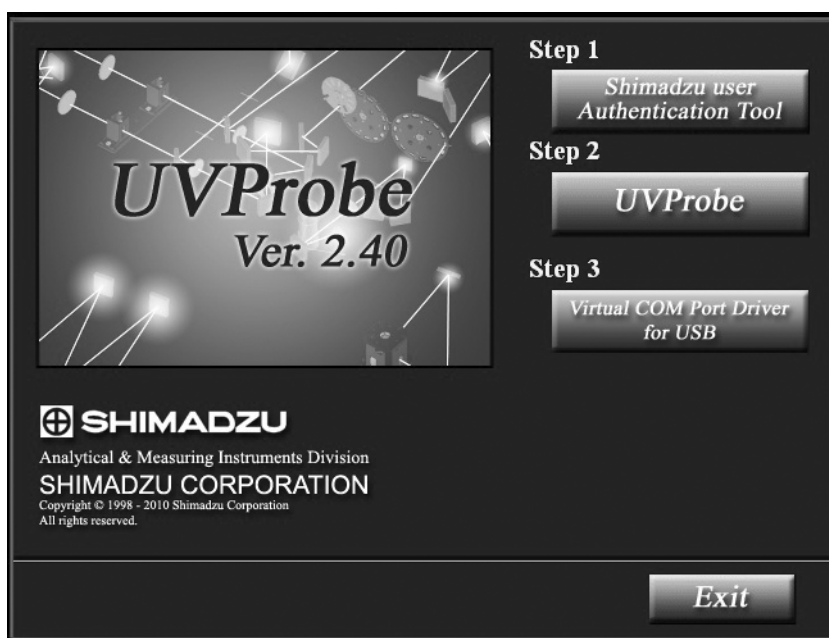 UVProbe
Ver. 2.40
SHIMADZU
Analytical & Measuring Instruments Division
SHIMADZU CORPORATION
Copyright © 1998 - 2010 Shimadzu Corporation
All rights reserved.
Step 1
Shimadzu user
Authentication Tool
Step 2
UVProbe
Step 3
Virtual COM Port Driver
for USB
Exit